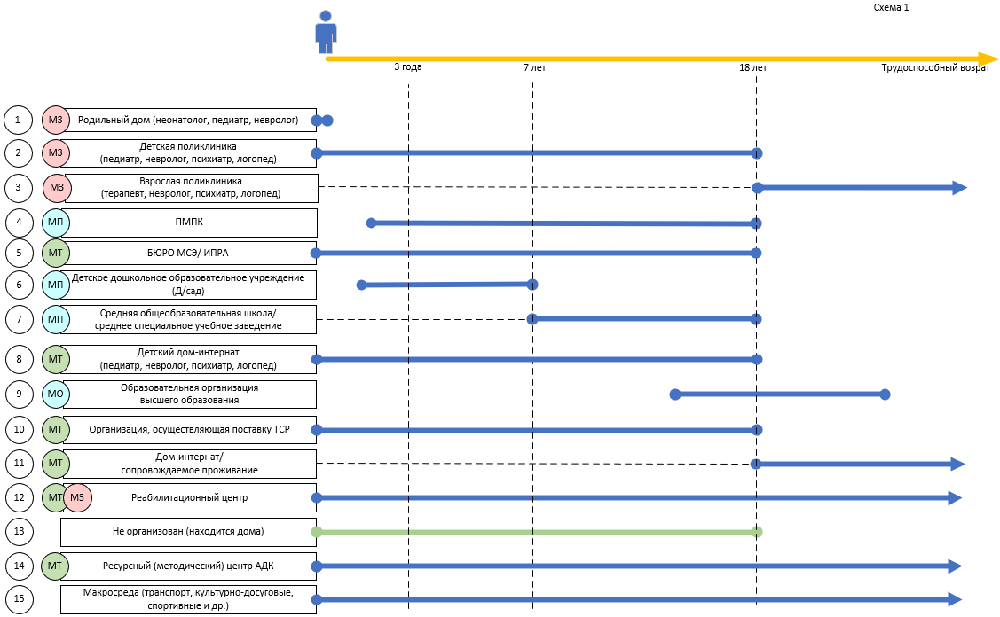 Схема 1
3 года
7 лет
18 лет
Трудоспособный возрат
1
МЗ
Родильный дом (неонатолог, педиатр, невролог)
2
МЗ
Детская поликлиника
(педиатр, невролог, психиатр, логопед)
3
МЗ
Взрослая поликлиника
(терапевт, невролог, психиатр, логопед)
4
МП
ПМПК
5
МТ
БЮРО МСЭ/ ИПРА
6
МП
Детское дошкольное образовательное учреждение
(Д/сад)
7
МП
Средняя общеобразовательная школа/
среднее специальное учебное заведение
8
МТ
Детский дом-интернат
(педиатр, невролог, психиатр, логопед)
9
МО
Образовательная организация
высшего образования
10
МТ
Организация, осуществляющая поставку ТСР
11
МТ
Дом-интернат/
сопровождаемое проживание
12
МТ
МЗ
Реабилитационный центр
13
Не организован (находится дома)
14
МТ
Ресурсный (методический) центр АДК
15
Макросреда (транспорт, культурно-досуговые,
спортивные и др.)